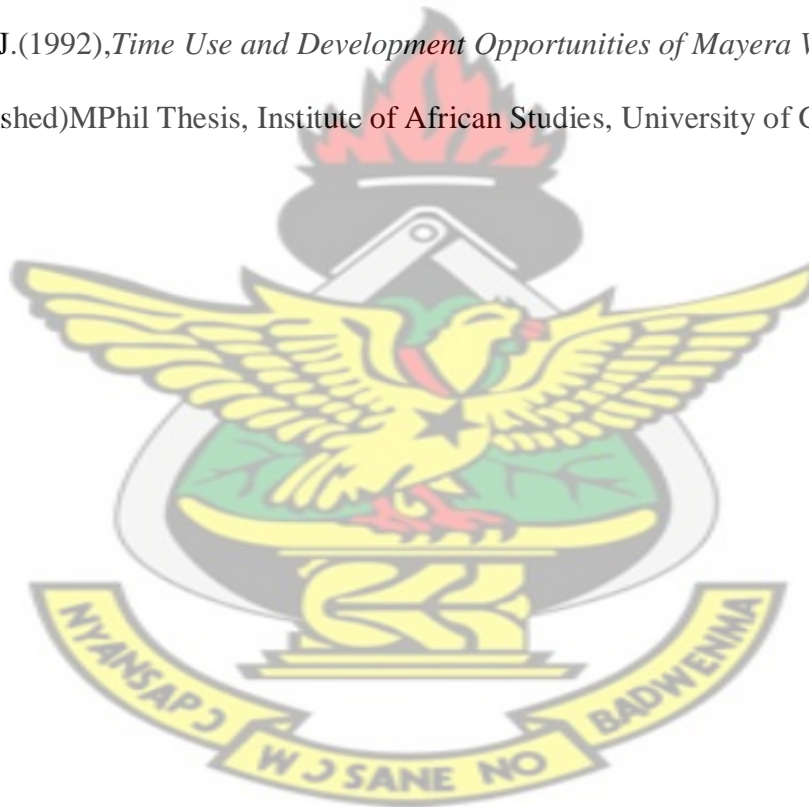 J.(1992),Time Use and Development Opportunities of Mayera
shed)MPhil Thesis, Institute of African Studies, University of
NYANSAPƆ WƆSANE NO BADWENMA